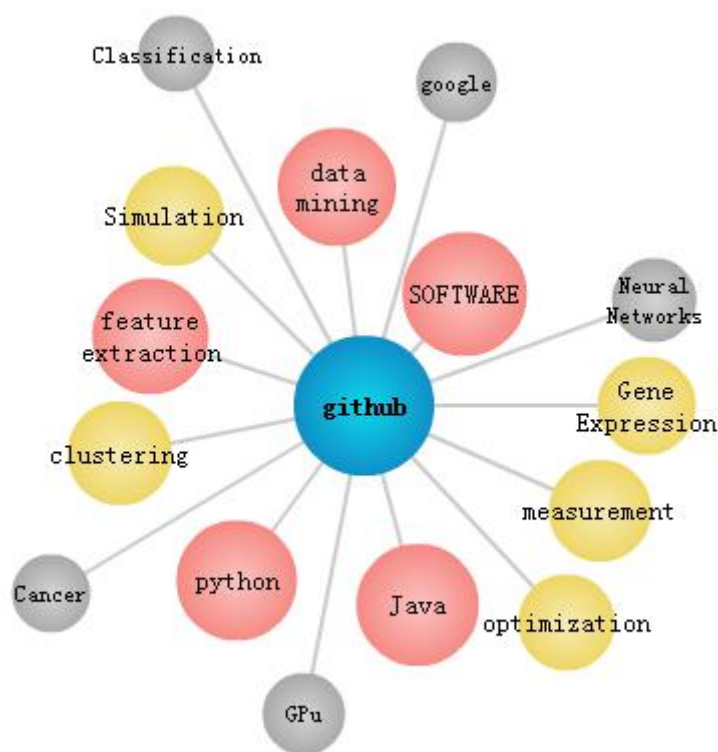 Classification
google
data
mining
Simulation
SOFTWARE
Neural
Networks
feature
extraction
github
Gene
Expression
clustering
measurement
python
Cancer
Java
optimization
GPu